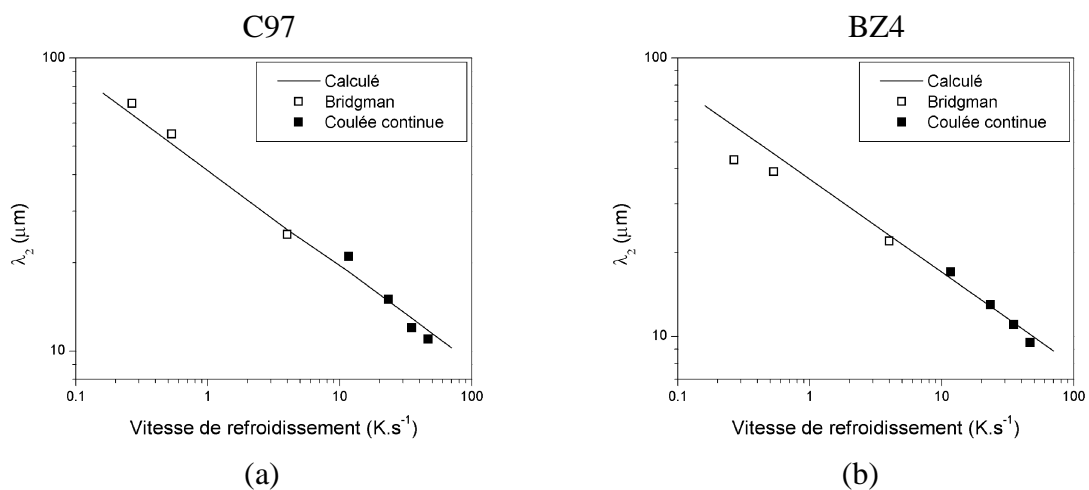 C97
100
Calculé
Bridgman
Coulée continue
λ₂ (μm)
10
0.1
1
10
100
Vitesse de refroidissement (K.s⁻¹)
(a)
BZ4
100
Calculé
Bridgman
Coulée continue
λ₂ (μm)
10
0.1
1
10
100
Vitesse de refroidissement (K.s⁻¹)
(b)